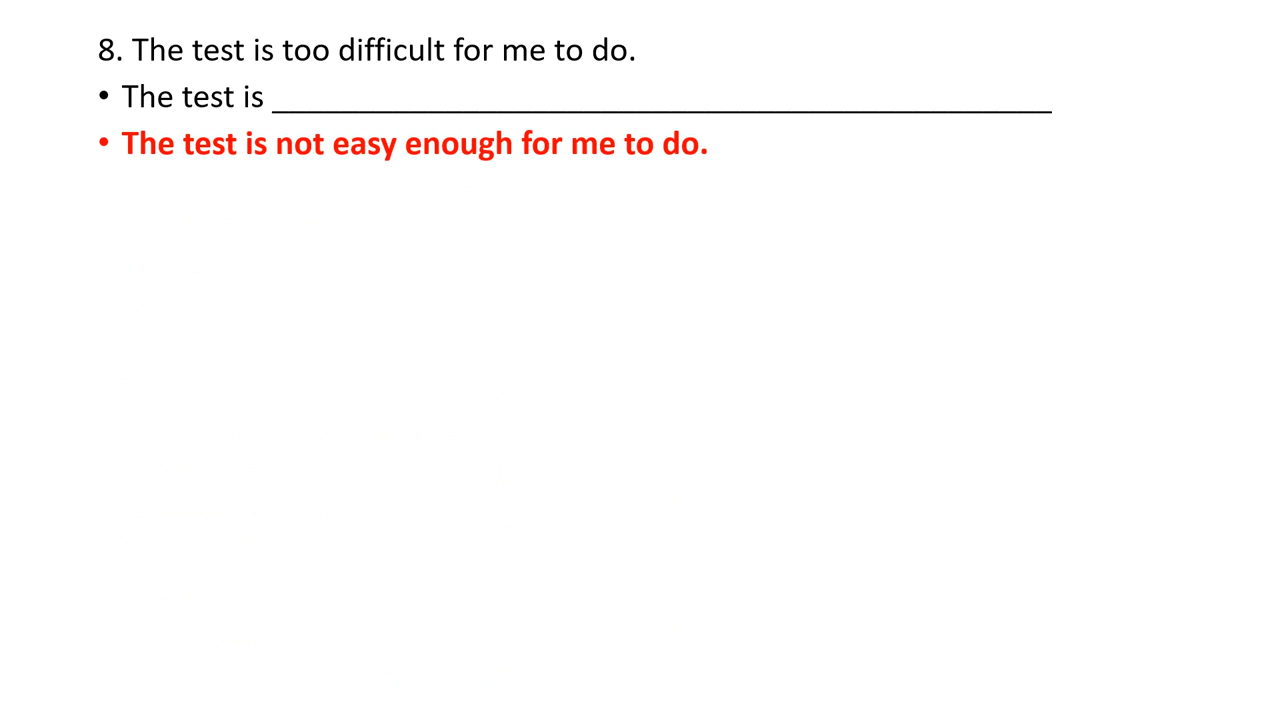 8. The test is too difficult for me to do.
• The test is _______________________________________________
• The test is not easy enough for me to do.